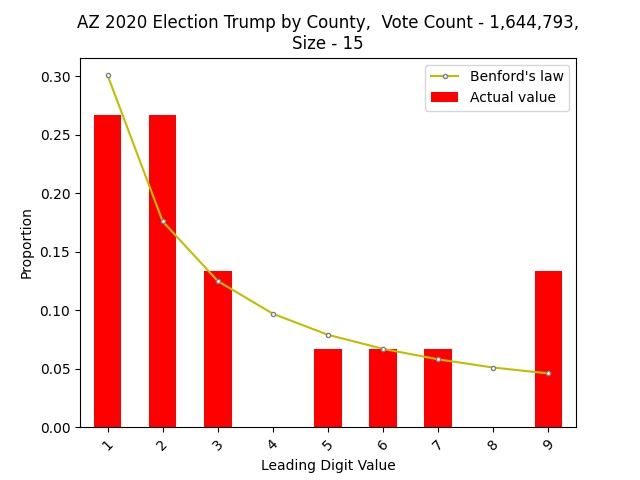 AZ 2020 Election Trump by County,  Vote Count - 1,644,793,
Size - 15
Benford's law
Actual value
0.30
0.25
0.20
0.15
0.10
0.05
0.00
Proportion
1 2 3 4 5 6 7 8 9
Leading Digit Value